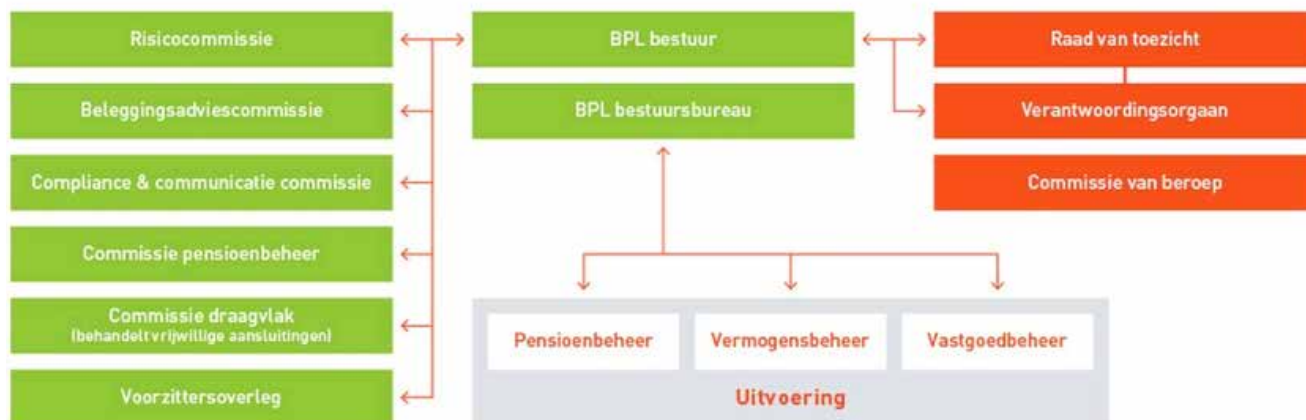 Risicocommissie
Beleggingsadviescommissie
Compliance & communicatie commissie
Commissie pensioenbeheer
Commissie draagvlak
(behandelt vrijwillige aansluitingen)
Voorzittersoverleg
BPL bestuur
BPL bestuursbureau
Pensioenbeheer
Vermogensbeheer
Vastgoedbeheer
Uitvoering
Raad van toezicht
Verantwoordingsorgaan
Commissie van beroep